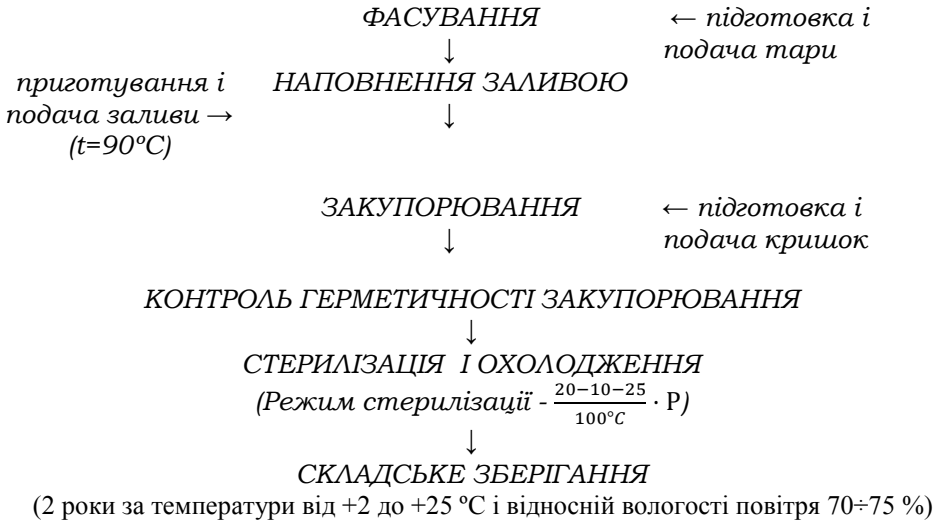 ФАСУВАННЯ ← підготовка і
↓ подача тари
приготування і НАПОВНЕННЯ ЗАЛИВОЮ
подача заливи → ↓
(t=90ºС)
ЗАКУПОРЮВАННЯ ← підготовка і
↓ подача кришок
КОНТРОЛЬ ГЕРМЕТИЧНОСТІ ЗАКУПОРЮВАННЯ
↓
СТЕРИЛІЗАЦІЯ І ОХОЛОДЖЕННЯ
(Режим стерилізації - 20−10−25/100°C · Р)
↓
СКЛАДСЬКЕ ЗБЕРІГАННЯ
(2 роки за температури від +2 до +25 ºС і відносній вологості повітря 70÷75 %)